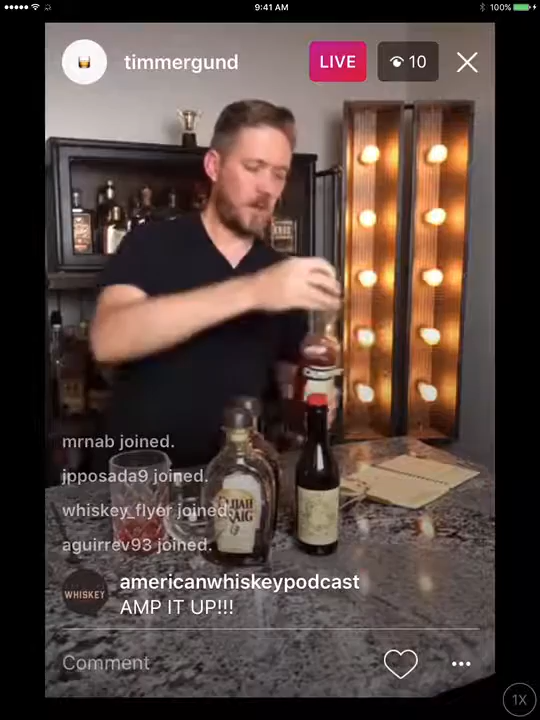 9:41 AM
100%
timmergund
LIVE
10
mrnab joined.
jpposada9 joined.
whiskey_flyer joined.
aguirrev93 joined.
ELIJAH
CRAIG
WHISKEY
americanwhiskeypodcast
AMP IT UP!!!
Comment
1X